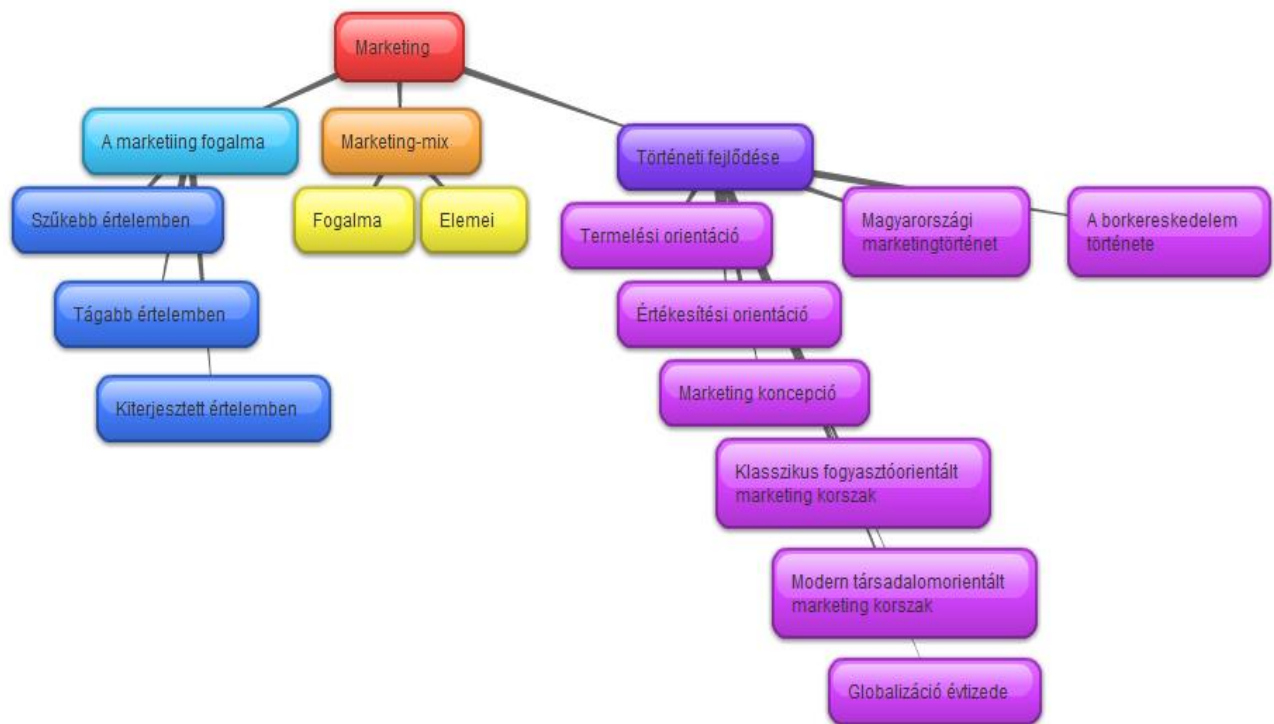 Marketing
A marketiing fogalma
Marketing-mix
Történeti fejlődése
Szűkebb értelemben
Fogalma
Elemei
Termelési orientáció
Magyarországi
marketingtörténet
A borkereskedelem
története
Tágabb értelemben
Értékesítési orientáció
Kiterjesztett értelemben
Marketing koncepció
Klasszikus fogyasztóorientált
marketing korszak
Modern társadalomorientált
marketing korszak
Globalizáció évtizede